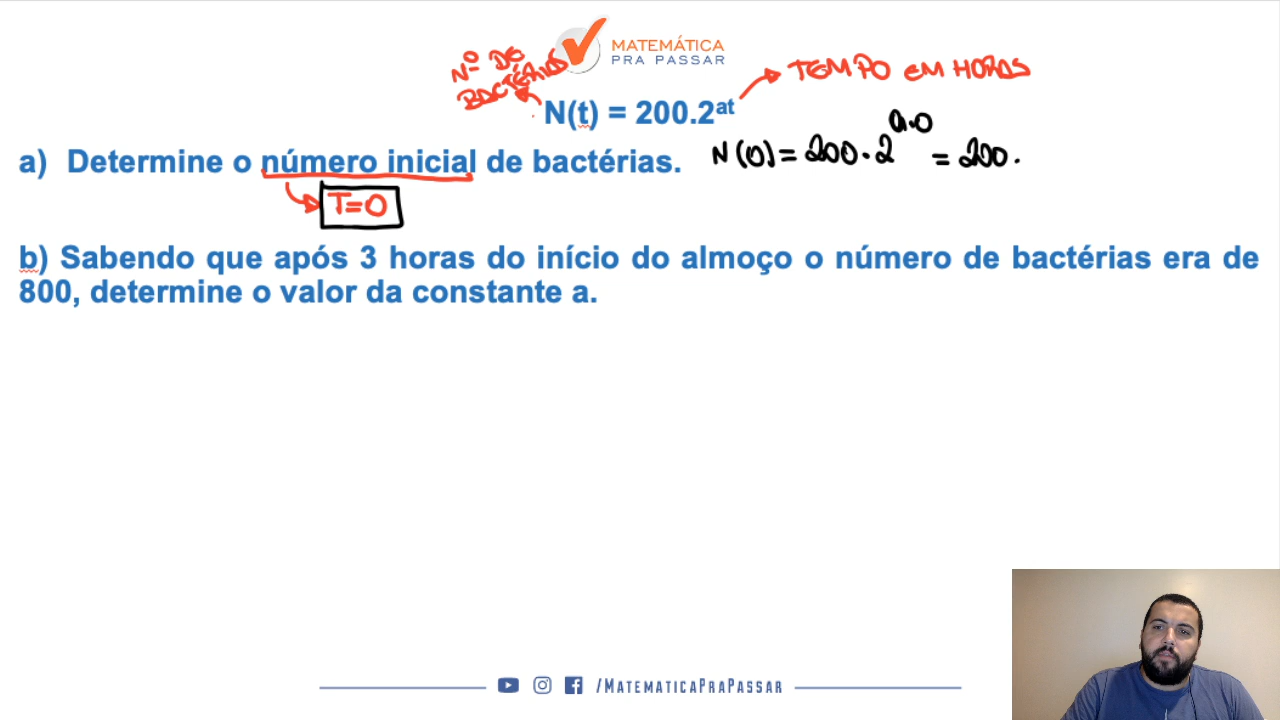 MATEMÁTICA
PRA PASSAR
Nº DE
BACTÉRIAS
TEMPO EM HORAS
N(t) = 200.2^at
a) Determine o número inicial de bactérias.
N(0) = 200 · 2^a.0 = 200 ·
T=0
b) Sabendo que após 3 horas do início do almoço o número de bactérias era de
800, determine o valor da constante a.
/MATEMATICAPRAPASSAR